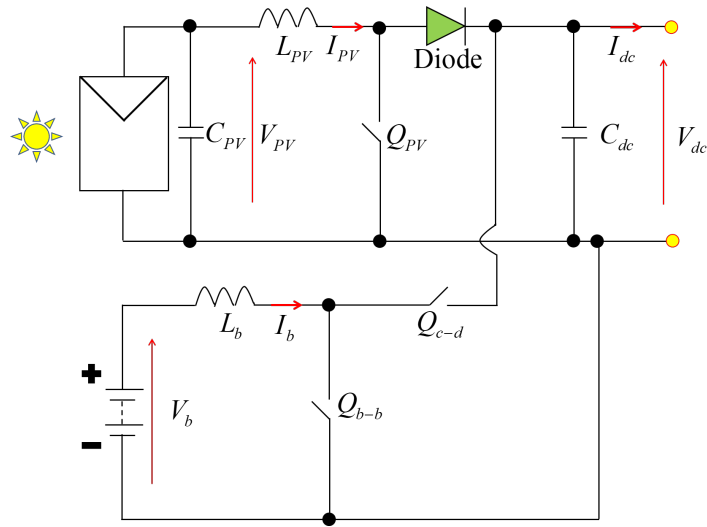 L_PV
I_PV
Diode
I_dc
C_PV
V_PV
Q_PV
C_dc
V_dc
L_b
I_b
Q_c-d
+
V_b
Q_b-b
-